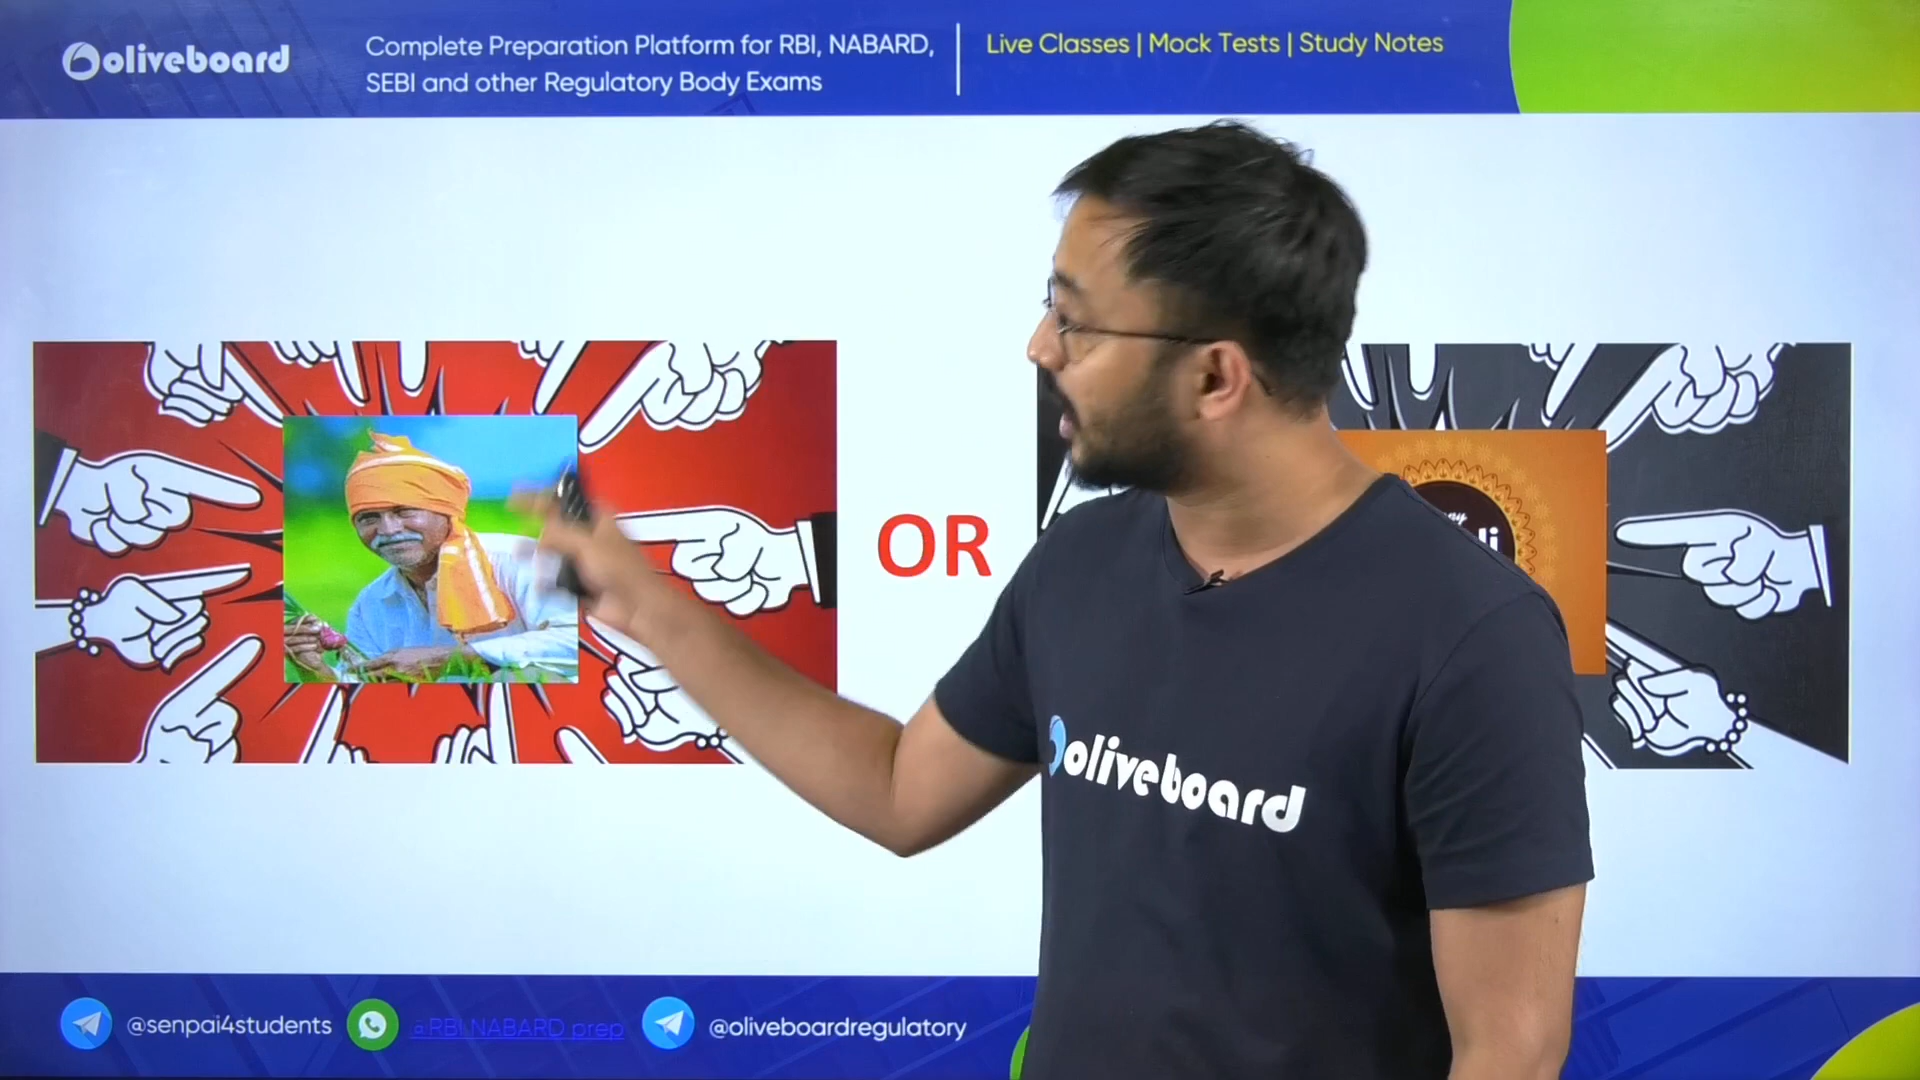 oliveboard
Complete Preparation Platform for RBI, NABARD,
SEBI and other Regulatory Body Exams
Live Classes | Mock Tests | Study Notes
OR
oliveboard
@senpai4students
RBI NABARD prep
@oliveboardregulatory